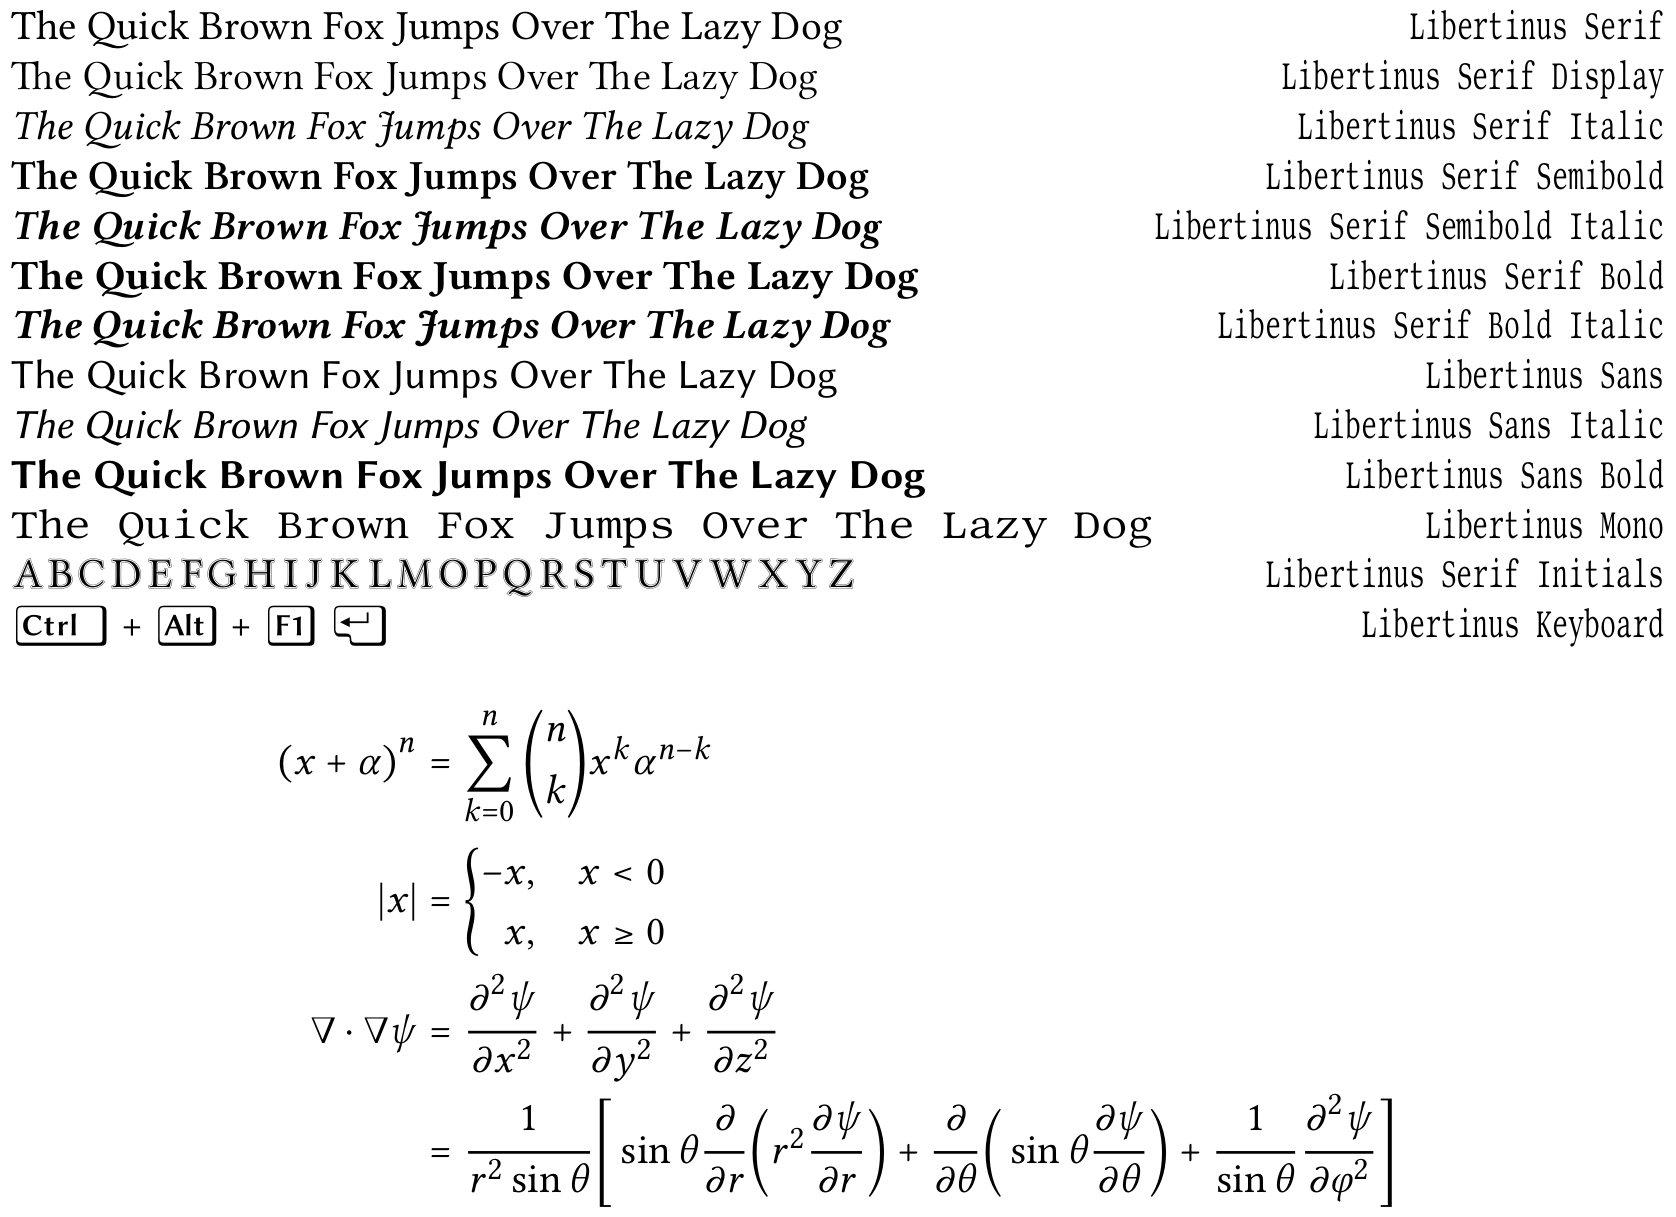 The Quick Brown Fox Jumps Over The Lazy Dog Libertinus Serif
The Quick Brown Fox Jumps Over The Lazy Dog Libertinus Serif Display
The Quick Brown Fox Jumps Over The Lazy Dog Libertinus Serif Italic
The Quick Brown Fox Jumps Over The Lazy Dog Libertinus Serif Semibold
The Quick Brown Fox Jumps Over The Lazy Dog Libertinus Serif Semibold Italic
The Quick Brown Fox Jumps Over The Lazy Dog Libertinus Serif Bold
The Quick Brown Fox Jumps Over The Lazy Dog Libertinus Serif Bold Italic
The Quick Brown Fox Jumps Over The Lazy Dog Libertinus Sans
The Quick Brown Fox Jumps Over The Lazy Dog Libertinus Sans Italic
The Quick Brown Fox Jumps Over The Lazy Dog Libertinus Sans Bold
The Quick Brown Fox Jumps Over The Lazy Dog Libertinus Mono
ABCDEFGHIJKLMOPQRSTUVWXYZ Libertinus Serif Initials
Ctrl + Alt + F1 ↵ Libertinus Keyboard
(x + α)^n = ∑_{k=0}^{n} (n k) x^k α^{n−k}
|x| = { −x, x < 0
x, x ≥ 0
∇ · ∇ψ = ∂²ψ/∂x² + ∂²ψ/∂y² + ∂²ψ/∂z²
= 1/(r² sin θ) [ sin θ ∂/∂r ( r² ∂ψ/∂r ) + ∂/∂θ ( sin θ ∂ψ/∂θ ) + 1/(sin θ) ∂²ψ/∂φ² ]